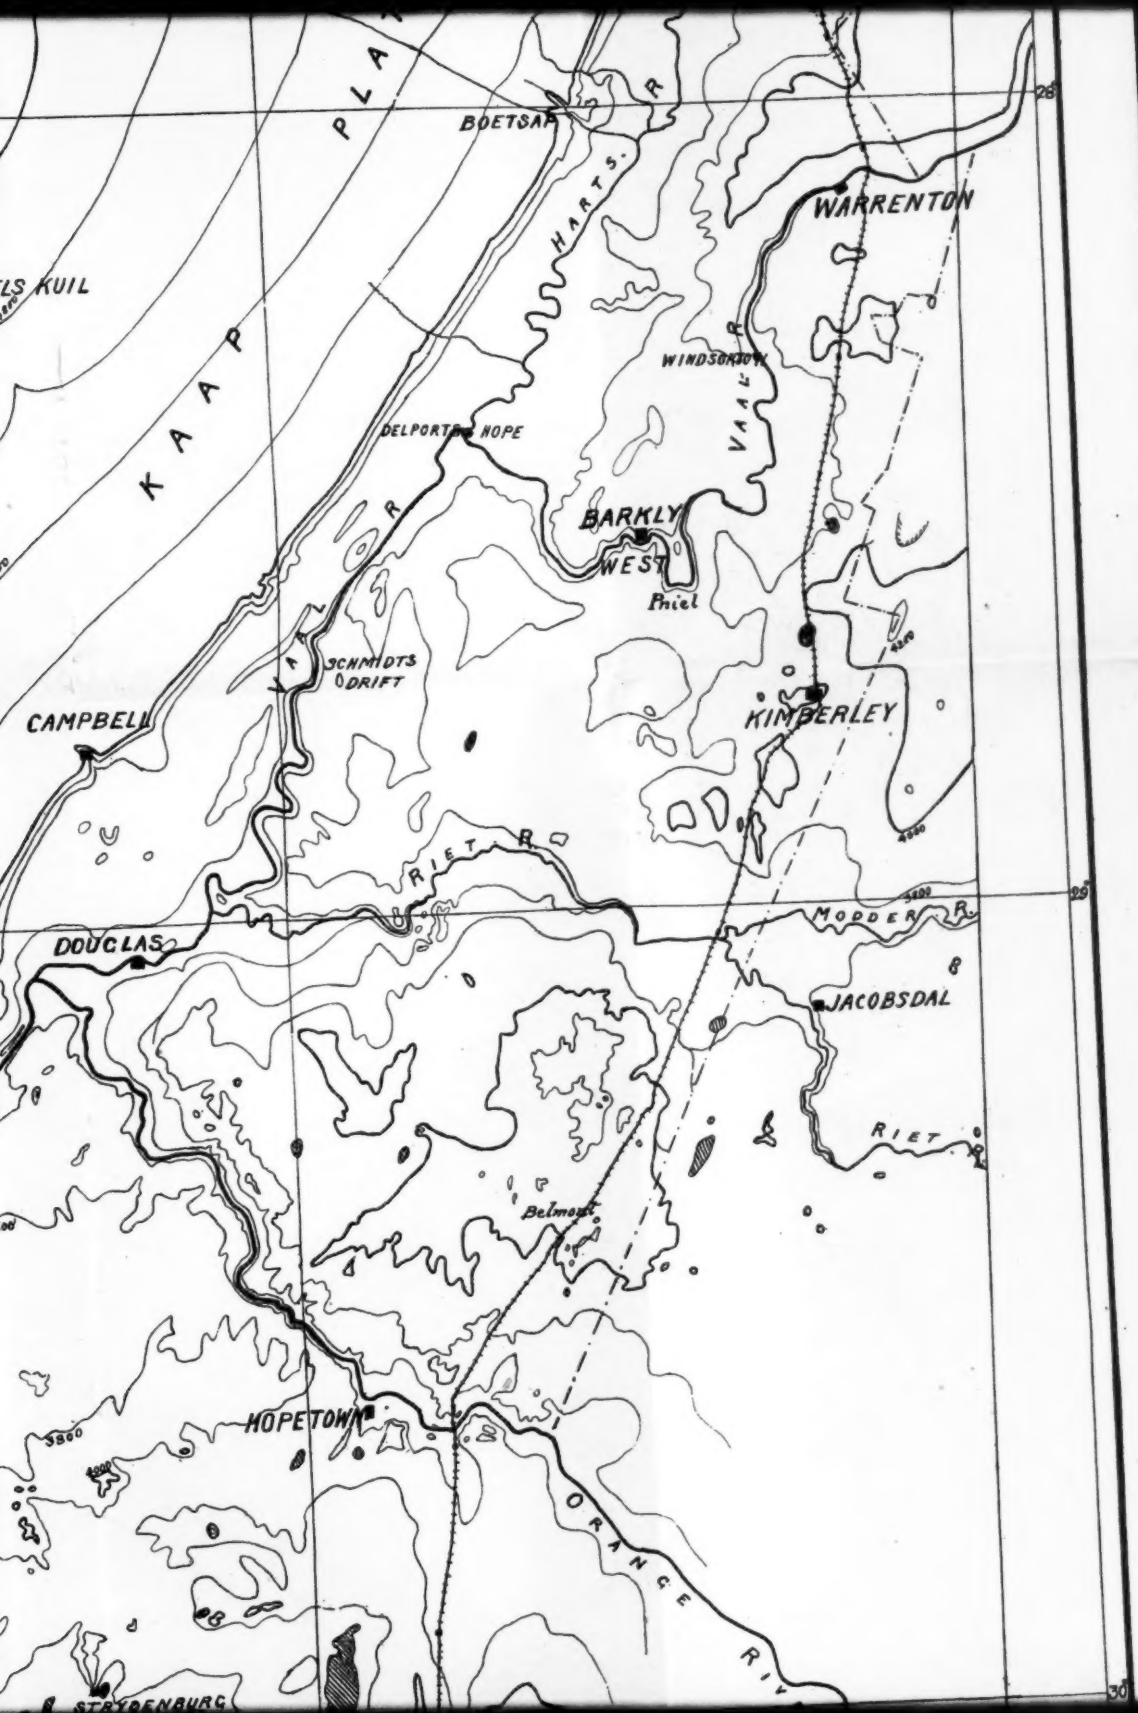 PLA
R
28°
BOETSAP
HARTS.
WARRENTON
LS KUIL
KAAP
R
WINDSORTON
VAAL
DELPORTS HOPE
R
BARKLY
WEST
Pniel
4200
VAAL
SCHMIDTS
DRIFT
CAMPBELL
KIMBERLEY
4000
RIET R.
3800
29°
MODDER R.
DOUGLAS
JACOBSDAL
RIET R.
Belmont
HOPETOWN
3800
4000
ORANGE
RIV
STRYDENBURG
30°